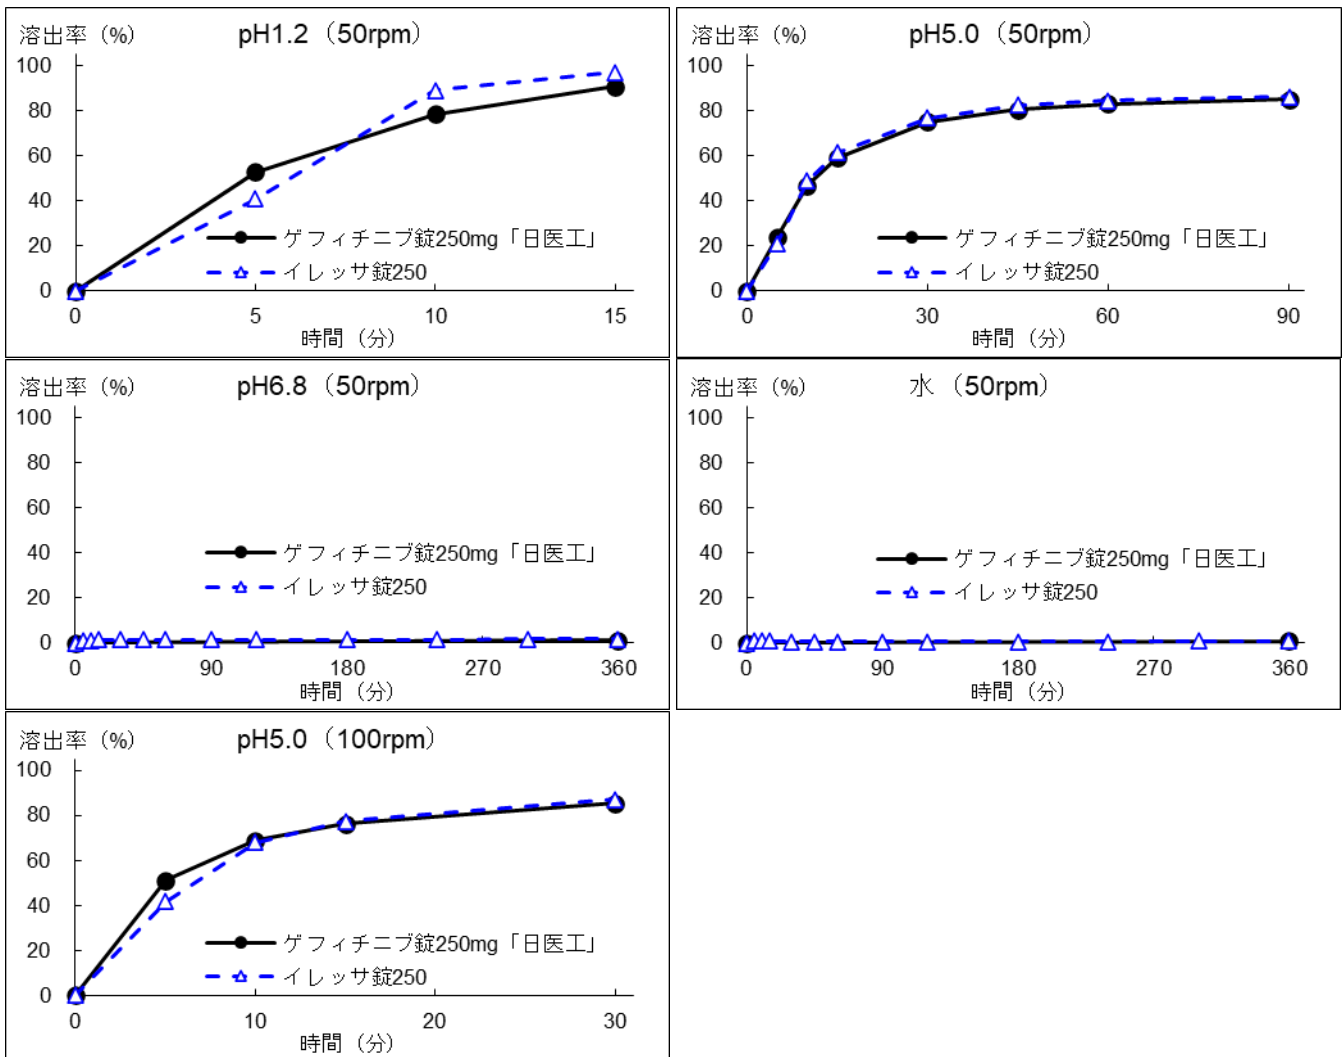 溶出率（%）
pH1.2（50rpm）
100
80
60
40
20
0
ゲフィチニブ錠250mg「日医工」
イレッサ錠250
0 5 10 15
時間（分）
溶出率（%）
pH5.0（50rpm）
100
80
60
40
20
0
ゲフィチニブ錠250mg「日医工」
イレッサ錠250
0 30 60 90
時間（分）
溶出率（%）
pH6.8（50rpm）
100
80
60
40
20
0
ゲフィチニブ錠250mg「日医工」
イレッサ錠250
0 90 180 270 360
時間（分）
溶出率（%）
水（50rpm）
100
80
60
40
20
0
ゲフィチニブ錠250mg「日医工」
イレッサ錠250
0 90 180 270 360
時間（分）
溶出率（%）
pH5.0（100rpm）
100
80
60
40
20
0
ゲフィチニブ錠250mg「日医工」
イレッサ錠250
0 10 20 30
時間（分）